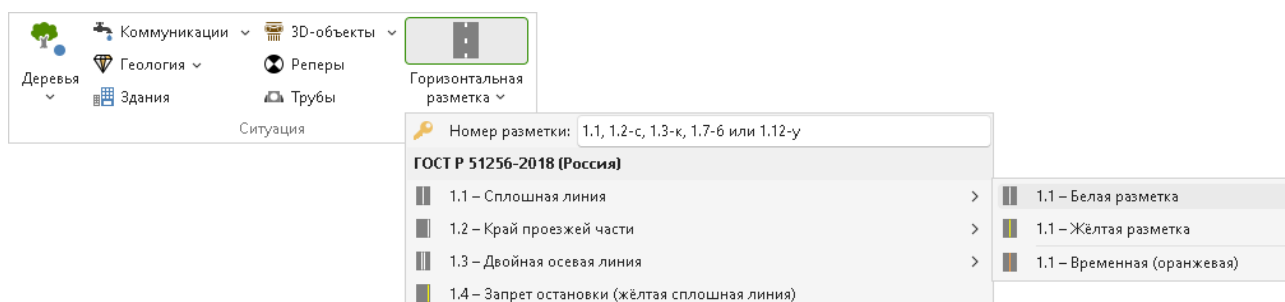 Деревья
Коммуникации
Геология
Здания
3D-объекты
Реперы
Трубы
Горизонтальная
разметка
Ситуация
Номер разметки: 1.1, 1.2-с, 1.3-к, 1.7-6 или 1.12-у
ГОСТ Р 51256-2018 (Россия)
1.1 – Сплошная линия
1.2 – Край проезжей части
1.3 – Двойная осевая линия
1.4 – Запрет остановки (жёлтая сплошная линия)
1.1 – Белая разметка
1.1 – Жёлтая разметка
1.1 – Временная (оранжевая)